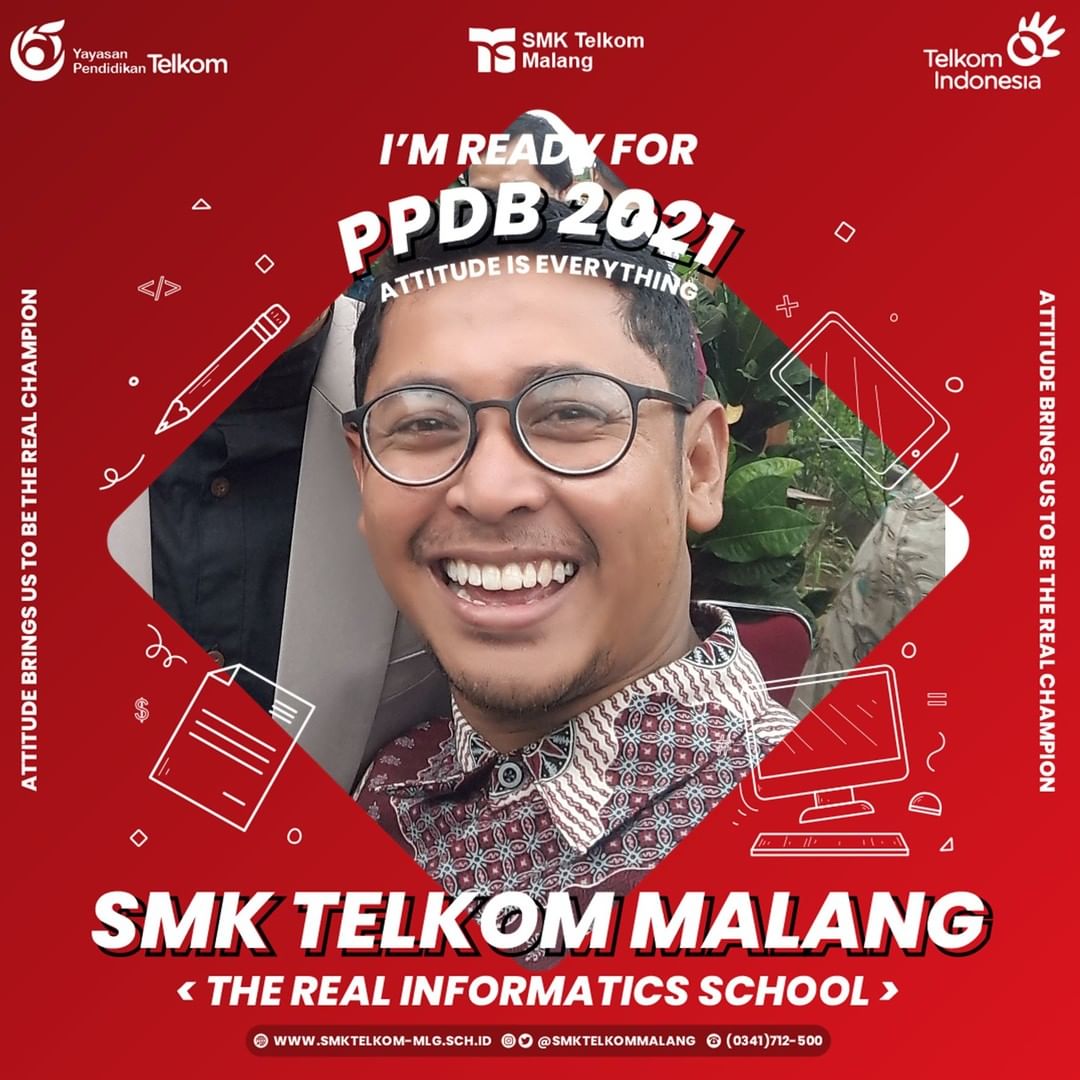 Yayasan
Pendidikan Telkom
SMK Telkom
Malang
Telkom
Indonesia
I'M READY FOR
PPDB 2021
ATTITUDE IS EVERYTHING
</>
ATTITUDE BRINGS US TO BE THE REAL CHAMPION
ATTITUDE BRINGS US TO BE THE REAL CHAMPION
$
SMK TELKOM MALANG
< THE REAL INFORMATICS SCHOOL >
WWW.SMKTELKOM-MLG.SCH.ID @SMKTELKOMMALANG (0341)712-500